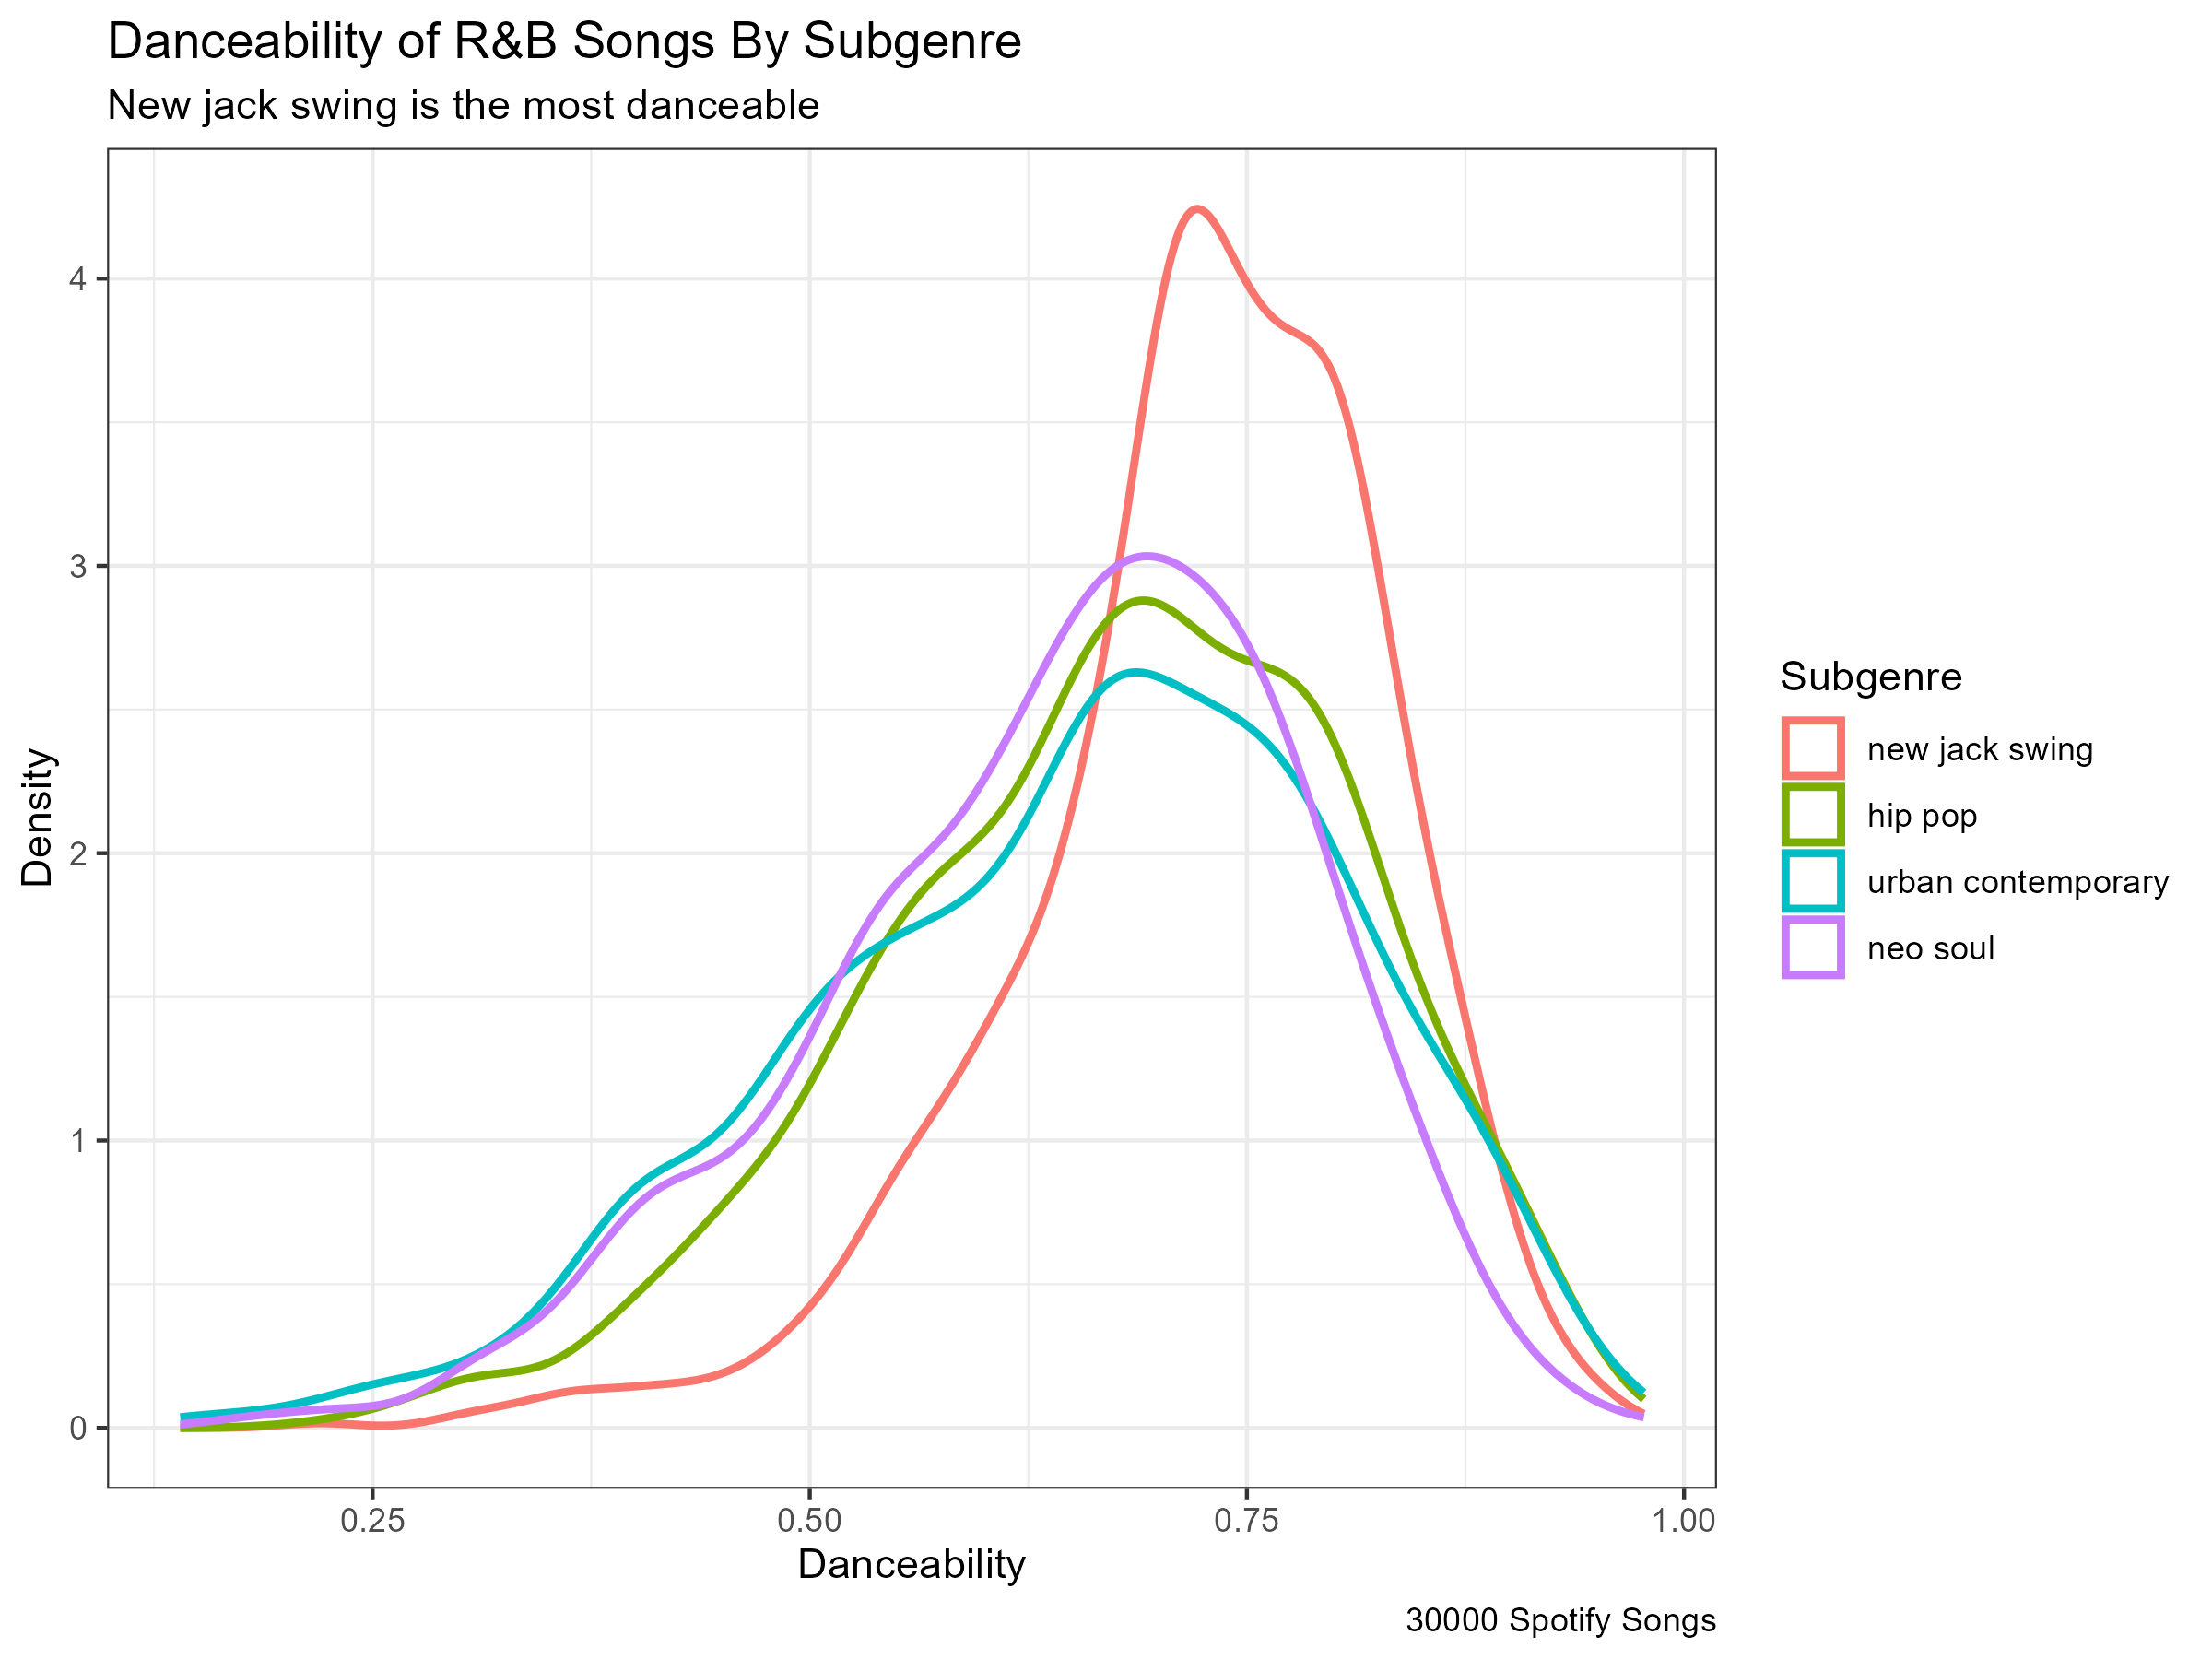 Danceability of R&B Songs By Subgenre
New jack swing is the most danceable
4
3
2
1
0
Density
0.25 0.50 0.75 1.00
Danceability
Subgenre
new jack swing
hip pop
urban contemporary
neo soul
30000 Spotify Songs